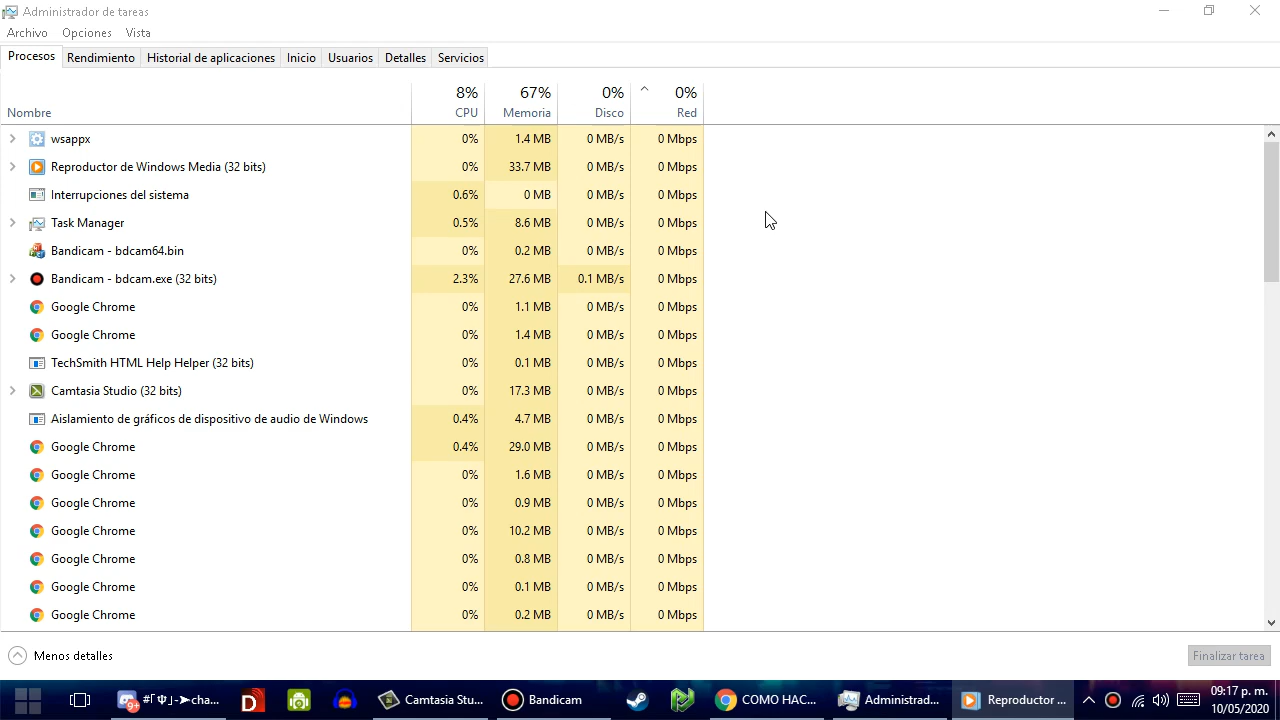 Administrador de tareas
Archivo Opciones Vista
Procesos Rendimiento Historial de aplicaciones Inicio Usuarios Detalles Servicios
8% 67% 0% 0%
Nombre CPU Memoria Disco Red
wsappx 0% 1.4 MB 0 MB/s 0 Mbps
Reproductor de Windows Media (32 bits) 0% 33.7 MB 0 MB/s 0 Mbps
Interrupciones del sistema 0.6% 0 MB 0 MB/s 0 Mbps
Task Manager 0.5% 8.6 MB 0 MB/s 0 Mbps
Bandicam - bdcam64.bin 0% 0.2 MB 0 MB/s 0 Mbps
Bandicam - bdcam.exe (32 bits) 2.3% 27.6 MB 0.1 MB/s 0 Mbps
Google Chrome 0% 1.1 MB 0 MB/s 0 Mbps
Google Chrome 0% 1.4 MB 0 MB/s 0 Mbps
TechSmith HTML Help Helper (32 bits) 0% 0.1 MB 0 MB/s 0 Mbps
Camtasia Studio (32 bits) 0% 17.3 MB 0 MB/s 0 Mbps
Aislamiento de gráficos de dispositivo de audio de Windows 0.4% 4.7 MB 0 MB/s 0 Mbps
Google Chrome 0.4% 29.0 MB 0 MB/s 0 Mbps
Google Chrome 0% 1.6 MB 0 MB/s 0 Mbps
Google Chrome 0% 0.9 MB 0 MB/s 0 Mbps
Google Chrome 0% 10.2 MB 0 MB/s 0 Mbps
Google Chrome 0% 0.8 MB 0 MB/s 0 Mbps
Google Chrome 0% 0.1 MB 0 MB/s 0 Mbps
Google Chrome 0% 0.2 MB 0 MB/s 0 Mbps
Menos detalles Finalizar tarea
#「Ψ」-➤cha... Camtasia Stu... Bandicam COMO HAC... Administrad... Reproductor ... 09:17 p. m.
10/05/2020